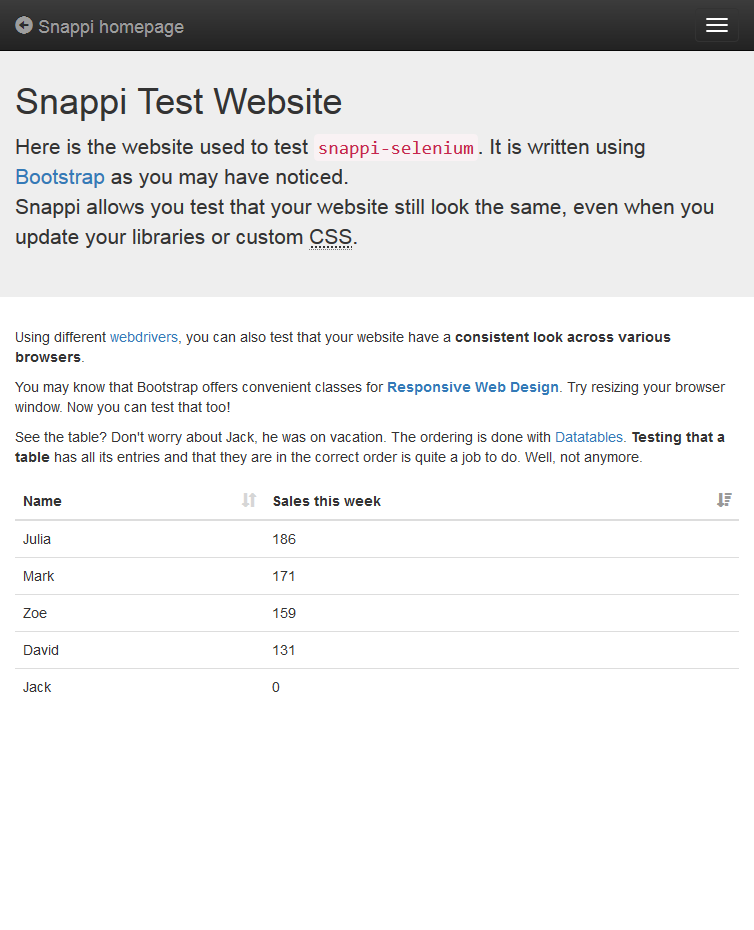 Snappi homepage
Snappi Test Website
Here is the website used to test snappi-selenium. It is written using
Bootstrap as you may have noticed.
Snappi allows you test that your website still look the same, even when you
update your libraries or custom CSS.
Using different webdrivers, you can also test that your website have a consistent look across various
browsers.
You may know that Bootstrap offers convenient classes for Responsive Web Design. Try resizing your browser
window. Now you can test that too!
See the table? Don't worry about Jack, he was on vacation. The ordering is done with Datatables. Testing that a
table has all its entries and that they are in the correct order is quite a job to do. Well, not anymore.
Name Sales this week
Julia 186
Mark 171
Zoe 159
David 131
Jack 0